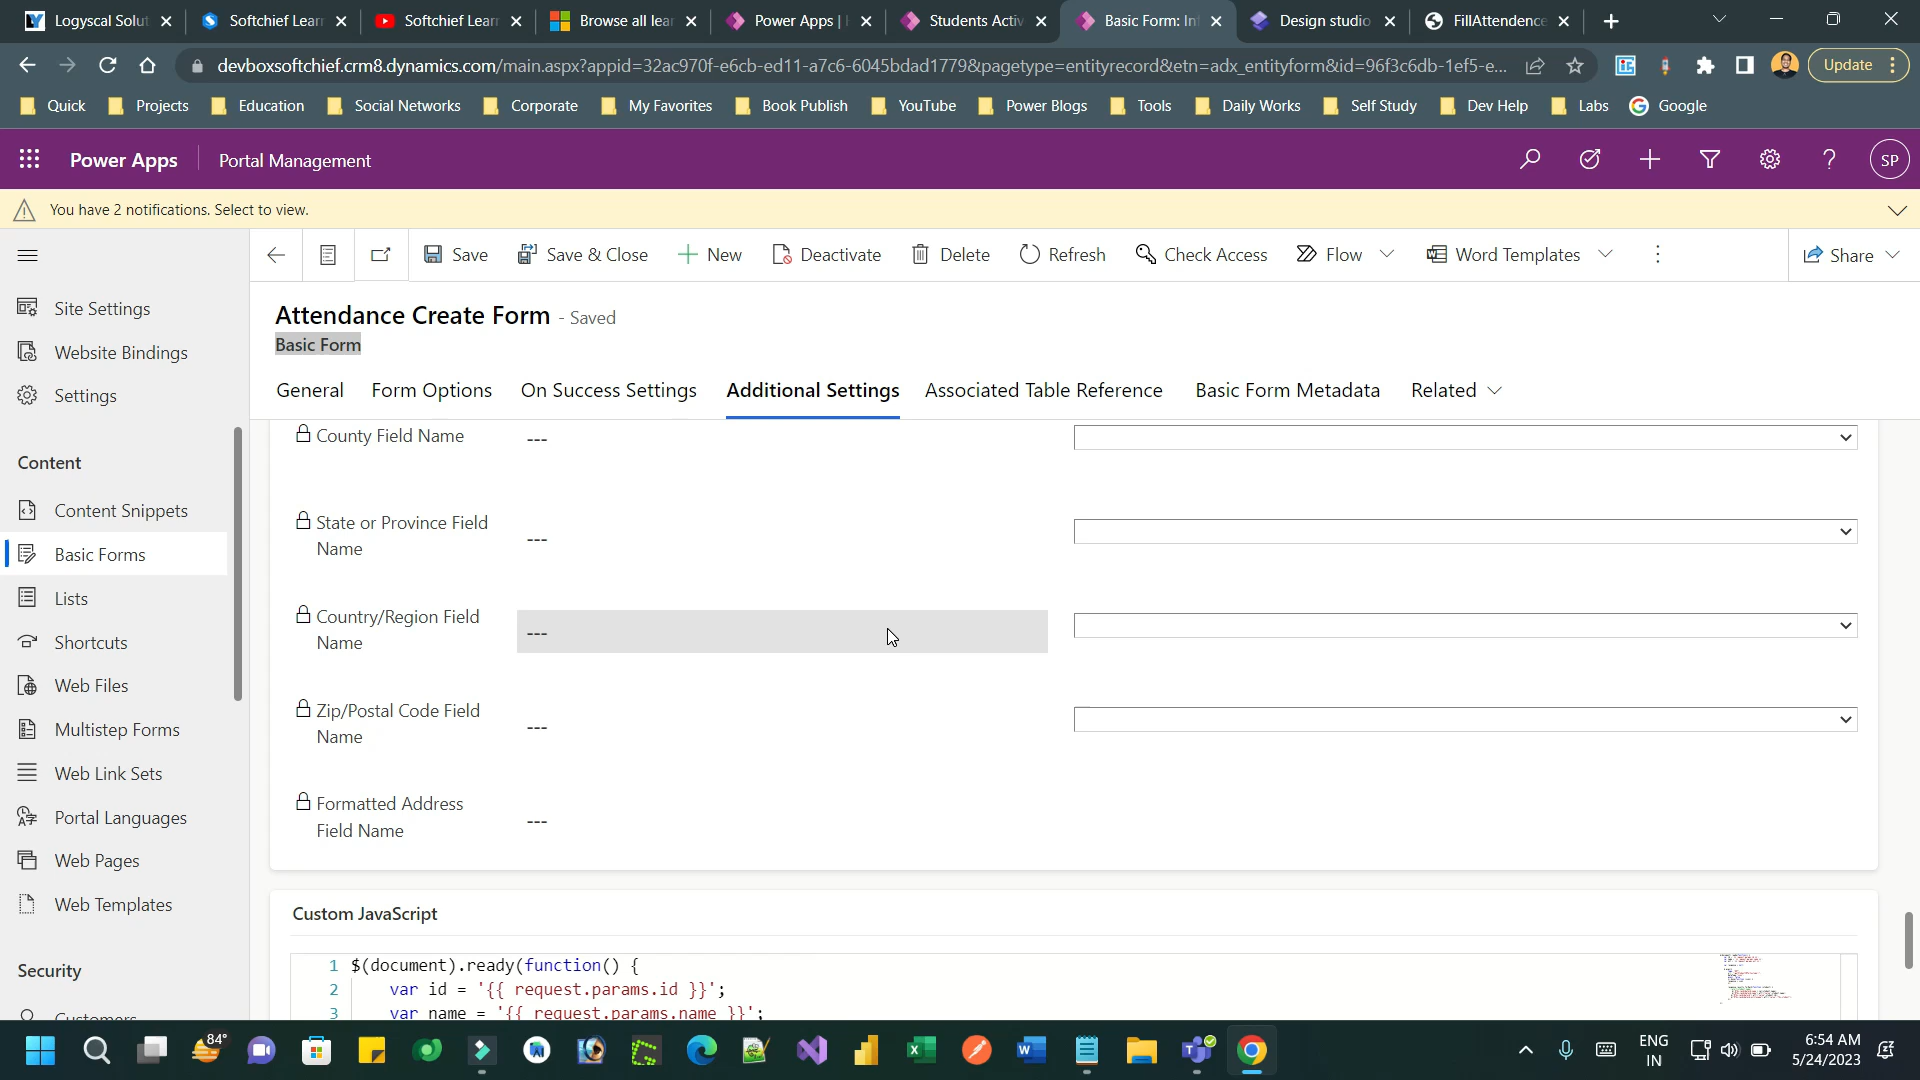 Logyscal Solut
Softchief Lear
Softchief Lear
Browse all lear
Power Apps |
Students Activ
Basic Form: In
Design studio
FillAttendence
devboxsoftchief.crm8.dynamics.com/main.aspx?appid=32ac970f-e6cb-ed11-a7c6-6045bdad1779&pagetype=entityrecord&etn=adx_entityform&id=96f3c6db-1ef5-e...
Update
Quick
Projects
Education
Social Networks
Corporate
My Favorites
Book Publish
YouTube
Power Blogs
Tools
Daily Works
Self Study
Dev Help
Labs
Google
Power Apps
Portal Management
SP
You have 2 notifications. Select to view.
Save
Save & Close
New
Deactivate
Delete
Refresh
Check Access
Flow
Word Templates
Share
Site Settings
Website Bindings
Settings
Content
Content Snippets
Basic Forms
Lists
Shortcuts
Web Files
Multistep Forms
Web Link Sets
Portal Languages
Web Pages
Web Templates
Security
Attendance Create Form - Saved
Basic Form
General
Form Options
On Success Settings
Additional Settings
Associated Table Reference
Basic Form Metadata
Related
County Field Name
---
State or Province Field
Name
---
Country/Region Field
Name
---
Zip/Postal Code Field
Name
---
Formatted Address
Field Name
---
Custom JavaScript
1 $(document).ready(function() {
2 var id = '{{ request.params.id }}';
3 var name = '{{ request.params.name }}';
84°
ENG
IN
6:54 AM
5/24/2023